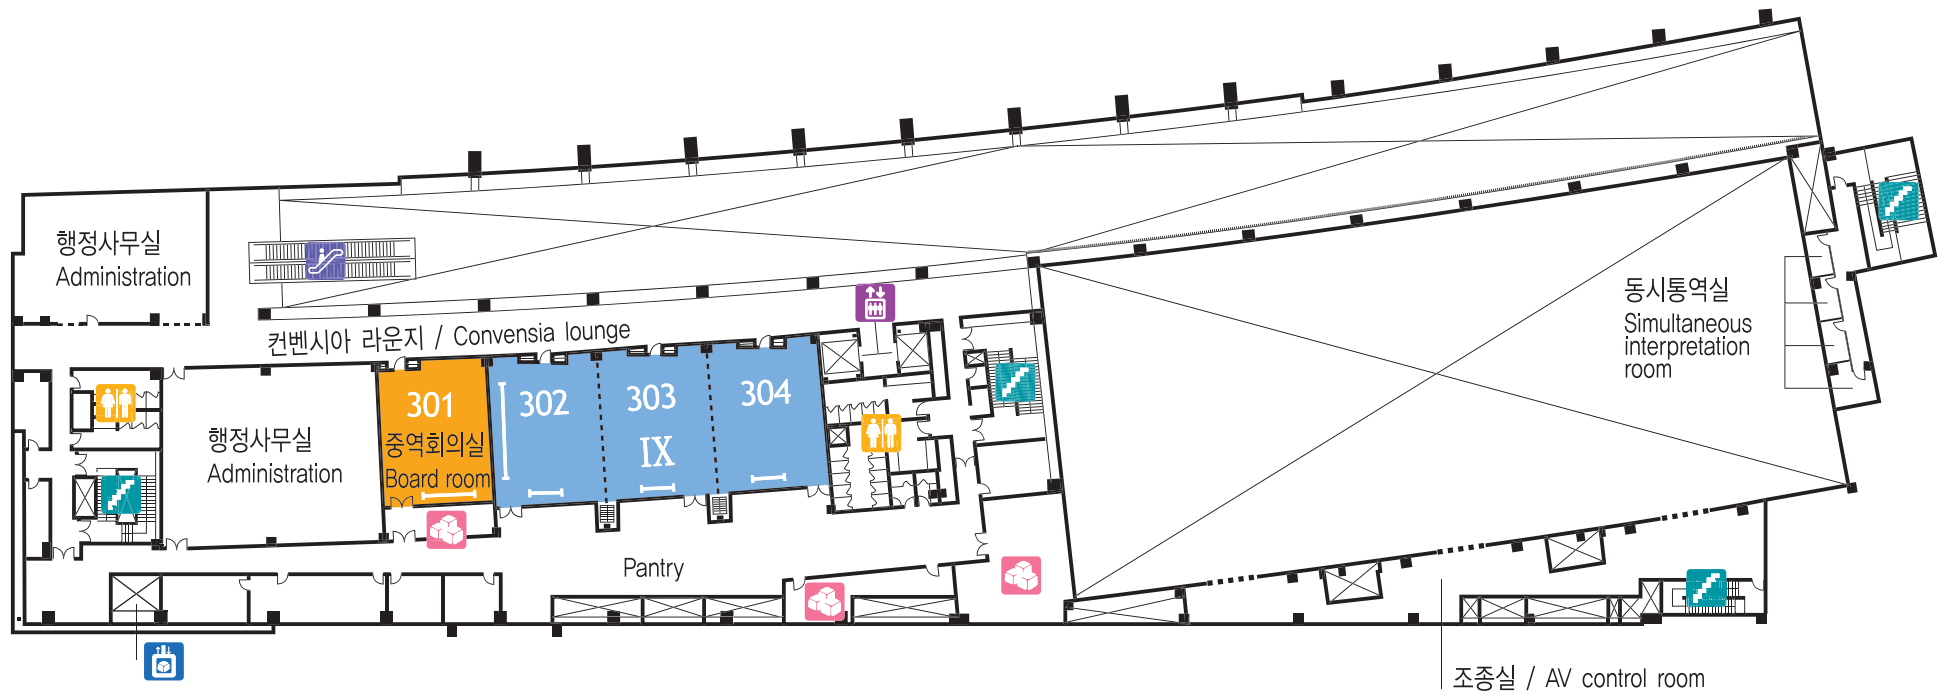 행정사무실
Administration
컨벤시아 라운지 / Convensia lounge
동시통역실
Simultaneous
interpretation
room
301
중역회의실
Board room
302
303
304
IX
행정사무실
Administration
Pantry
조종실 / AV control room